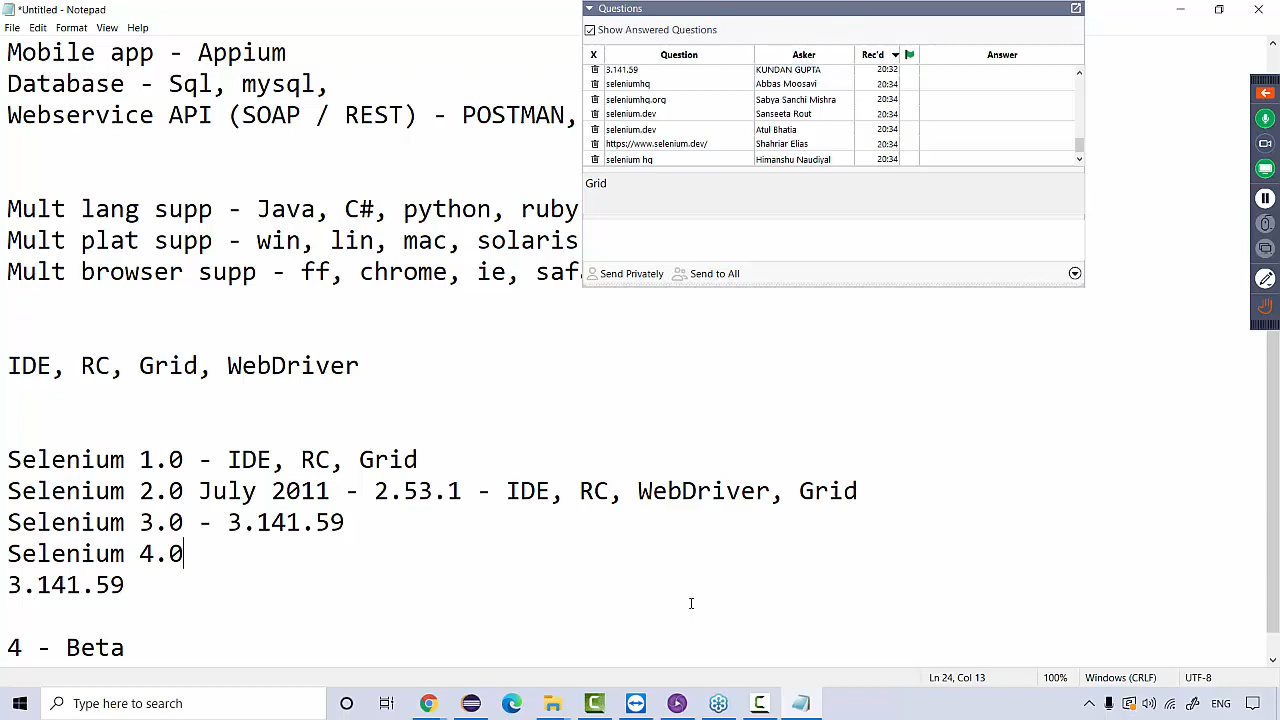 *Untitled - Notepad
File Edit Format View Help
Mobile app - Appium
Database - Sql, mysql,
Webservice API (SOAP / REST) - POSTMAN,
Mult lang supp - Java, C#, python, ruby
Mult plat supp - win, lin, mac, solaris
Mult browser supp - ff, chrome, ie, saf
IDE, RC, Grid, WebDriver
Selenium 1.0 - IDE, RC, Grid
Selenium 2.0 July 2011 - 2.53.1 - IDE, RC, WebDriver, Grid
Selenium 3.0 - 3.141.59
Selenium 4.0
3.141.59
4 - Beta
Questions
Show Answered Questions
X Question Asker Rec'd Answer
3.141.59 KUNDAN GUPTA 20:32
seleniumhq Abbas Moosavi 20:34
seleniumhq.org Sabya Sanchi Mishra 20:34
selenium.dev Sanseeta Rout 20:34
selenium.dev Atul Bhatia 20:34
https://www.selenium.dev/ Shahriar Elias 20:34
selenium hq Himanshu Naudiyal 20:34
Grid
Send Privately Send to All
Ln 24, Col 13 100% Windows (CRLF) UTF-8
Type here to search ENG